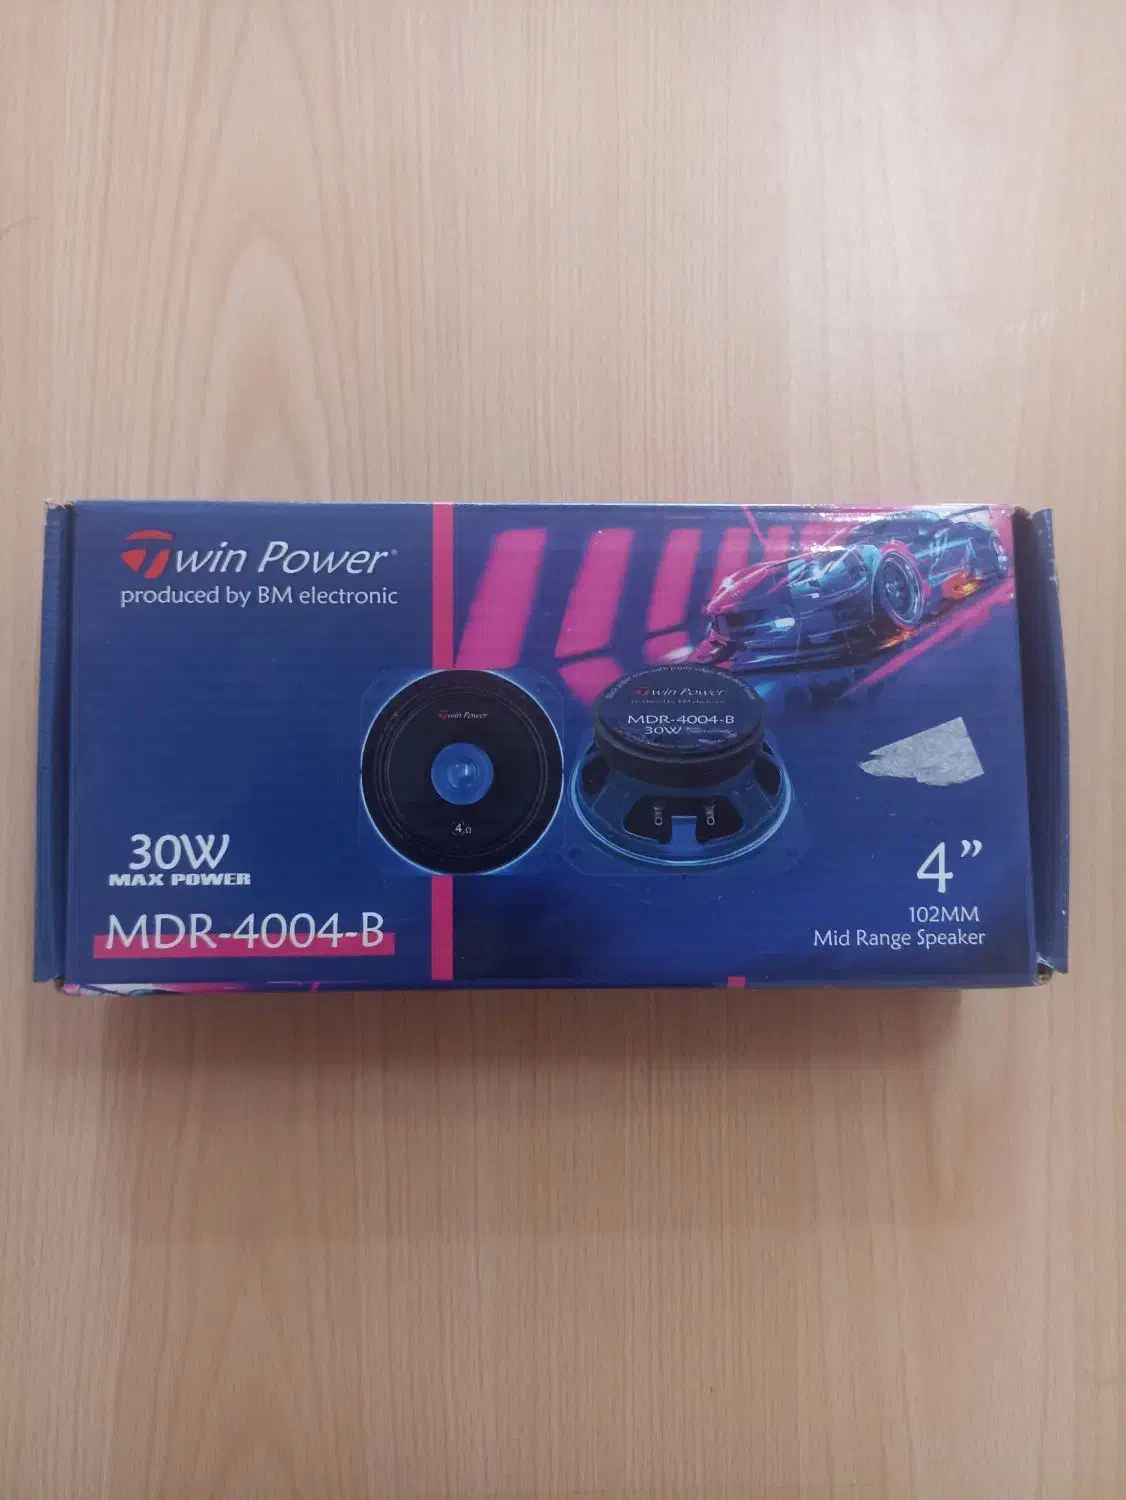 Twin Power®
produced by BM electronic
Twin Power
4Ω
Twin Power
produced by BM electronic
MDR-4004-B
30W
30W
MAX POWER
MDR-4004-B
4”
102MM
Mid Range Speaker